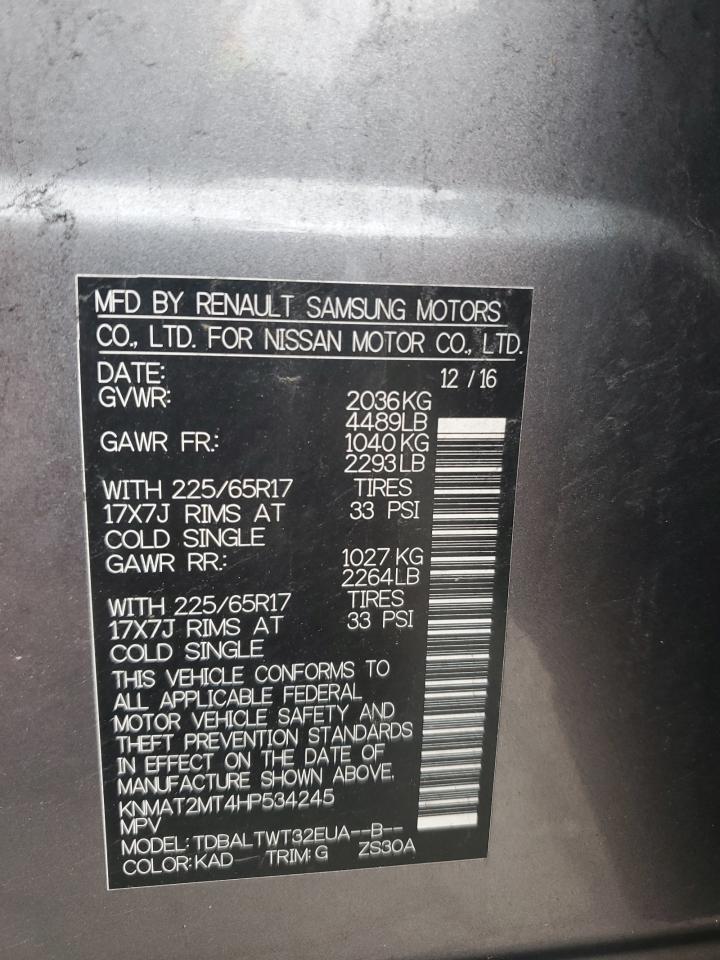 MFD BY RENAULT SAMSUNG MOTORS
CO., LTD. FOR NISSAN MOTOR CO., LTD.
DATE: 12 / 16
GVWR: 2036KG
4489LB
GAWR FR.: 1040KG
2293LB
WITH 225/65R17 TIRES
17X7J RIMS AT 33 PSI
COLD SINGLE
GAWR RR.: 1027KG
2264LB
WITH 225/65R17 TIRES
17X7J RIMS AT 33 PSI
COLD SINGLE
THIS VEHICLE CONFORMS TO
ALL APPLICABLE FEDERAL
MOTOR VEHICLE SAFETY AND
THEFT PREVENTION STANDARDS
IN EFFECT ON THE DATE OF
MANUFACTURE SHOWN ABOVE.
KNMAT2MT4HP534245
MPV
MODEL: TDBALTWT32EUA--B--
COLOR: KAD TRIM: G ZS30A